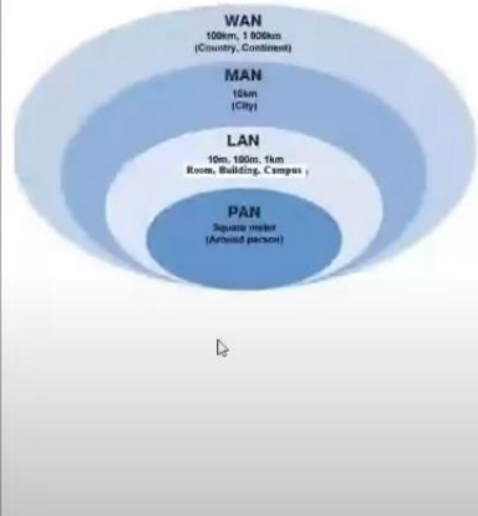 WAN
100km, 1 000km
(Country, Continent)
MAN
10km
(City)
LAN
10m, 100m, 1km
Room, Building, Campus ,
PAN
Square meter
(Around person)